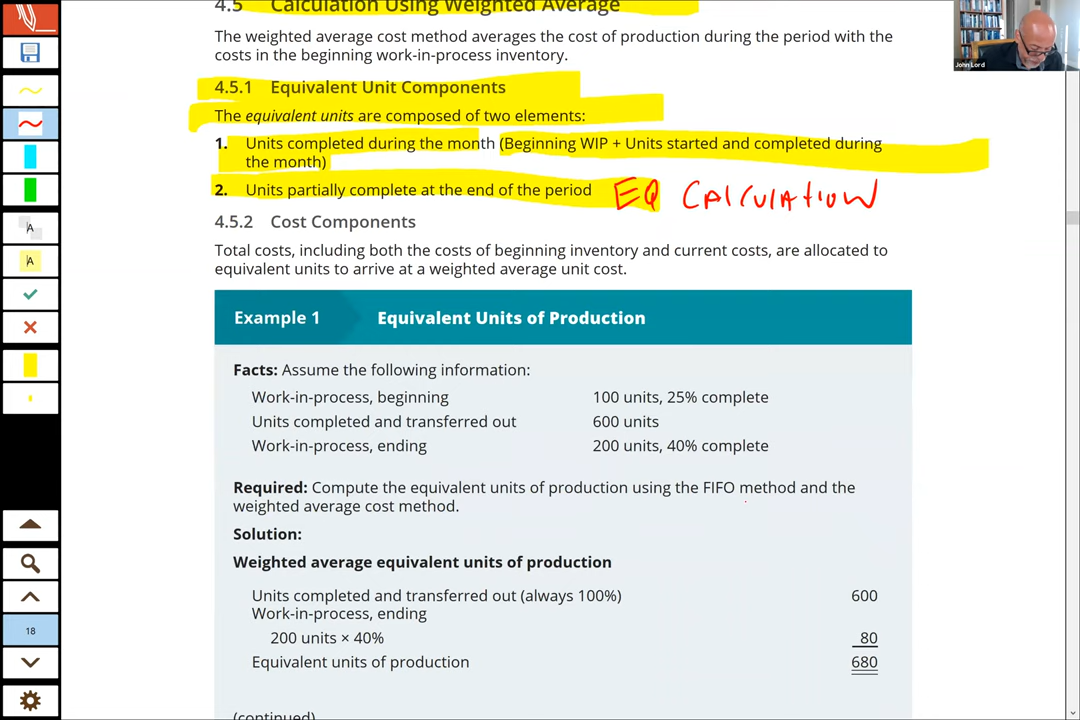 4.5 Calculation Using Weighted Average
The weighted average cost method averages the cost of production during the period with the
costs in the beginning work-in-process inventory.
4.5.1 Equivalent Unit Components
The equivalent units are composed of two elements:
1. Units completed during the month (Beginning WIP + Units started and completed during
the month)
2. Units partially complete at the end of the period EQ CALCULATION
4.5.2 Cost Components
Total costs, including both the costs of beginning inventory and current costs, are allocated to
equivalent units to arrive at a weighted average unit cost.
Example 1 Equivalent Units of Production
Facts: Assume the following information:
Work-in-process, beginning 100 units, 25% complete
Units completed and transferred out 600 units
Work-in-process, ending 200 units, 40% complete
Required: Compute the equivalent units of production using the FIFO method and the
weighted average cost method.
Solution:
Weighted average equivalent units of production
Units completed and transferred out (always 100%) 600
Work-in-process, ending
200 units × 40% 80
Equivalent units of production 680
(continued)
John Lord
A
A
18